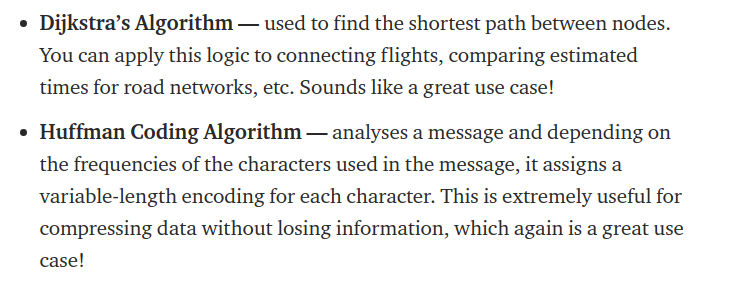 • Dijkstra’s Algorithm — used to find the shortest path between nodes.
You can apply this logic to connecting flights, comparing estimated
times for road networks, etc. Sounds like a great use case!
• Huffman Coding Algorithm — analyses a message and depending on
the frequencies of the characters used in the message, it assigns a
variable-length encoding for each character. This is extremely useful for
compressing data without losing information, which again is a great use
case!